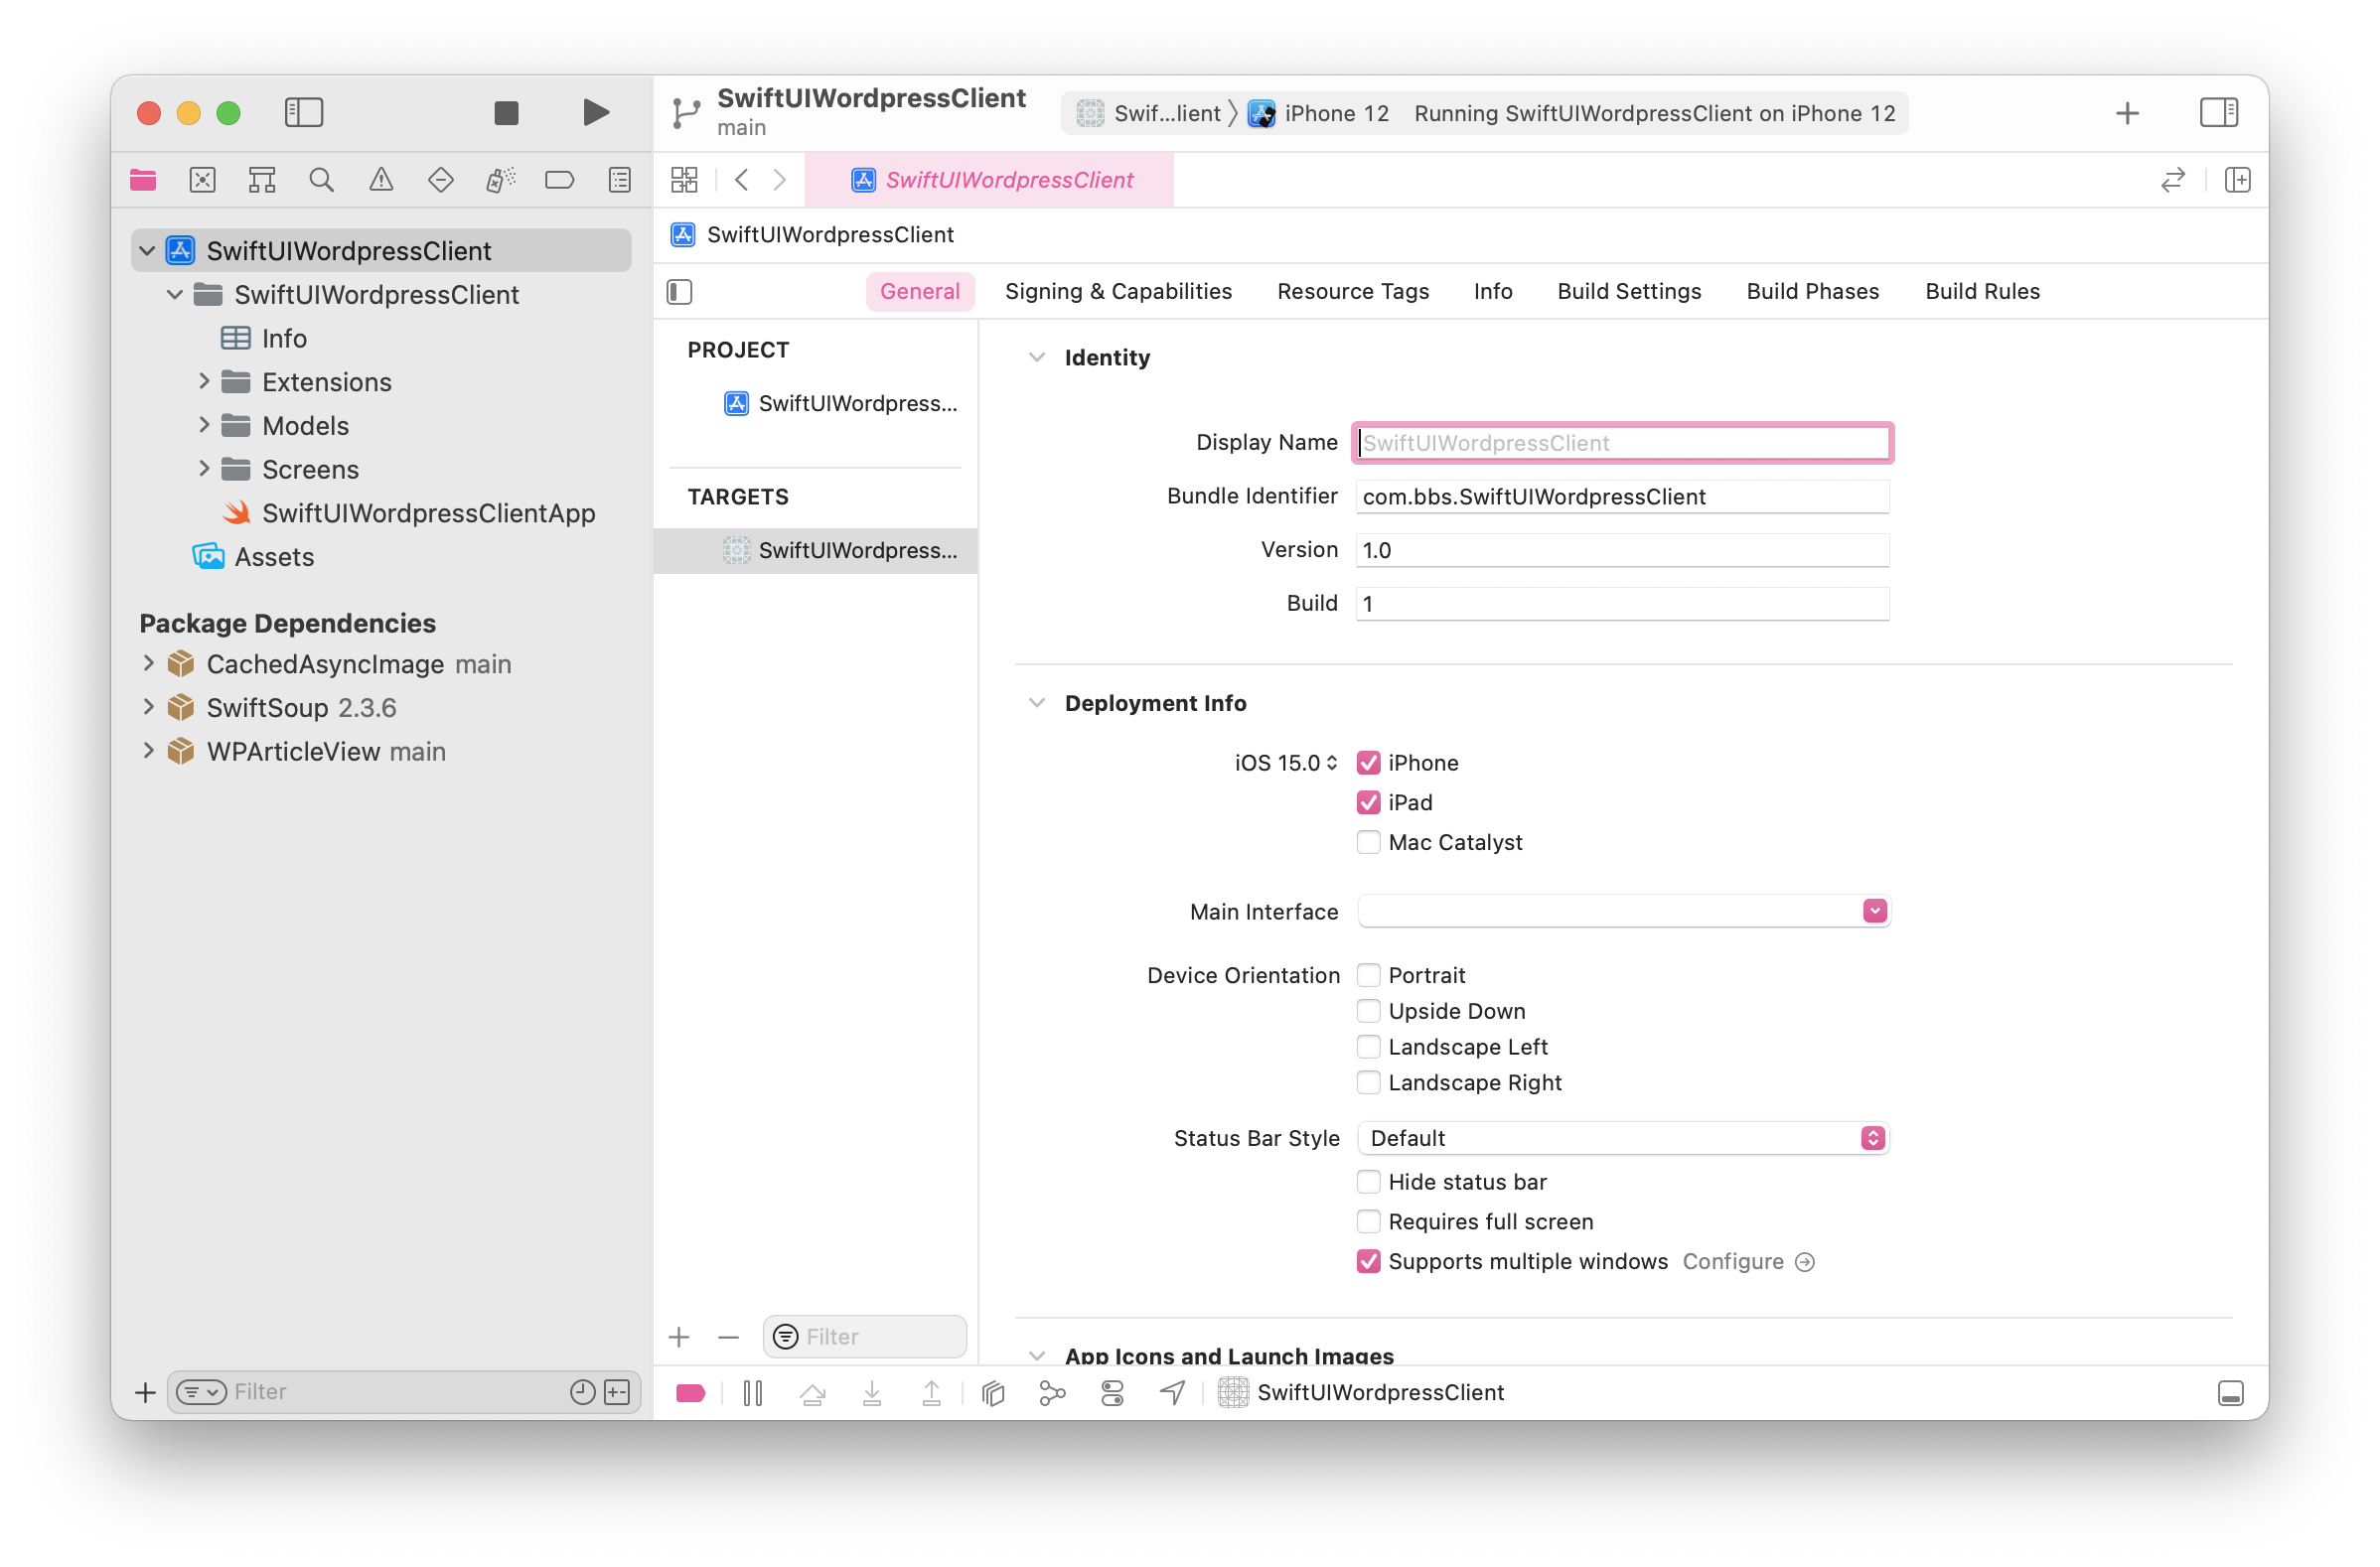 SwiftUIWordpressClient
main
Swif...lient
iPhone 12
Running SwiftUIWordpressClient on iPhone 12
SwiftUIWordpressClient
SwiftUIWordpressClient
SwiftUIWordpressClient
Info
Extensions
Models
Screens
SwiftUIWordpressClientApp
Assets
Package Dependencies
CachedAsyncImage main
SwiftSoup 2.3.6
WPArticleView main
Filter
SwiftUIWordpressClient
SwiftUIWordpressClient
General Signing & Capabilities Resource Tags Info Build Settings Build Phases Build Rules
PROJECT
SwiftUIWordpress...
TARGETS
SwiftUIWordpress...
Filter
Identity
Display Name SwiftUIWordpressClient
Bundle Identifier com.bbs.SwiftUIWordpressClient
Version 1.0
Build 1
Deployment Info
iOS 15.0 iPhone
iPad
Mac Catalyst
Main Interface
Device Orientation Portrait
Upside Down
Landscape Left
Landscape Right
Status Bar Style Default
Hide status bar
Requires full screen
Supports multiple windows Configure
App Icons and Launch Images
SwiftUIWordpressClient